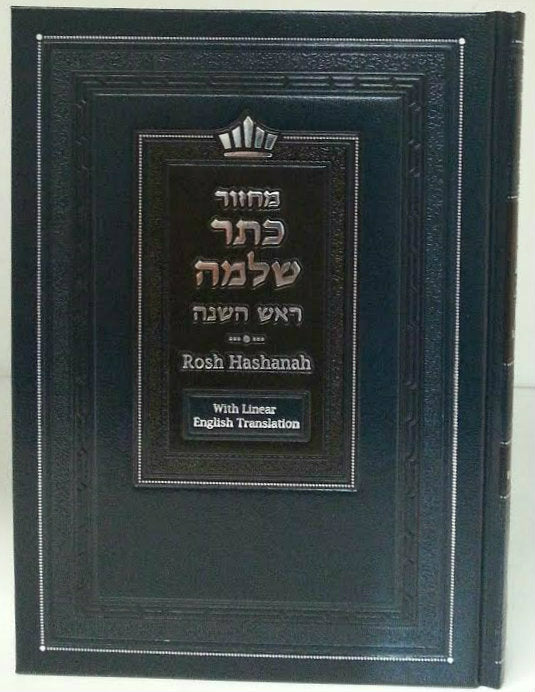 מחזור
כתר
שלמה
ראש השנה
Rosh Hashanah
With Linear
English Translation